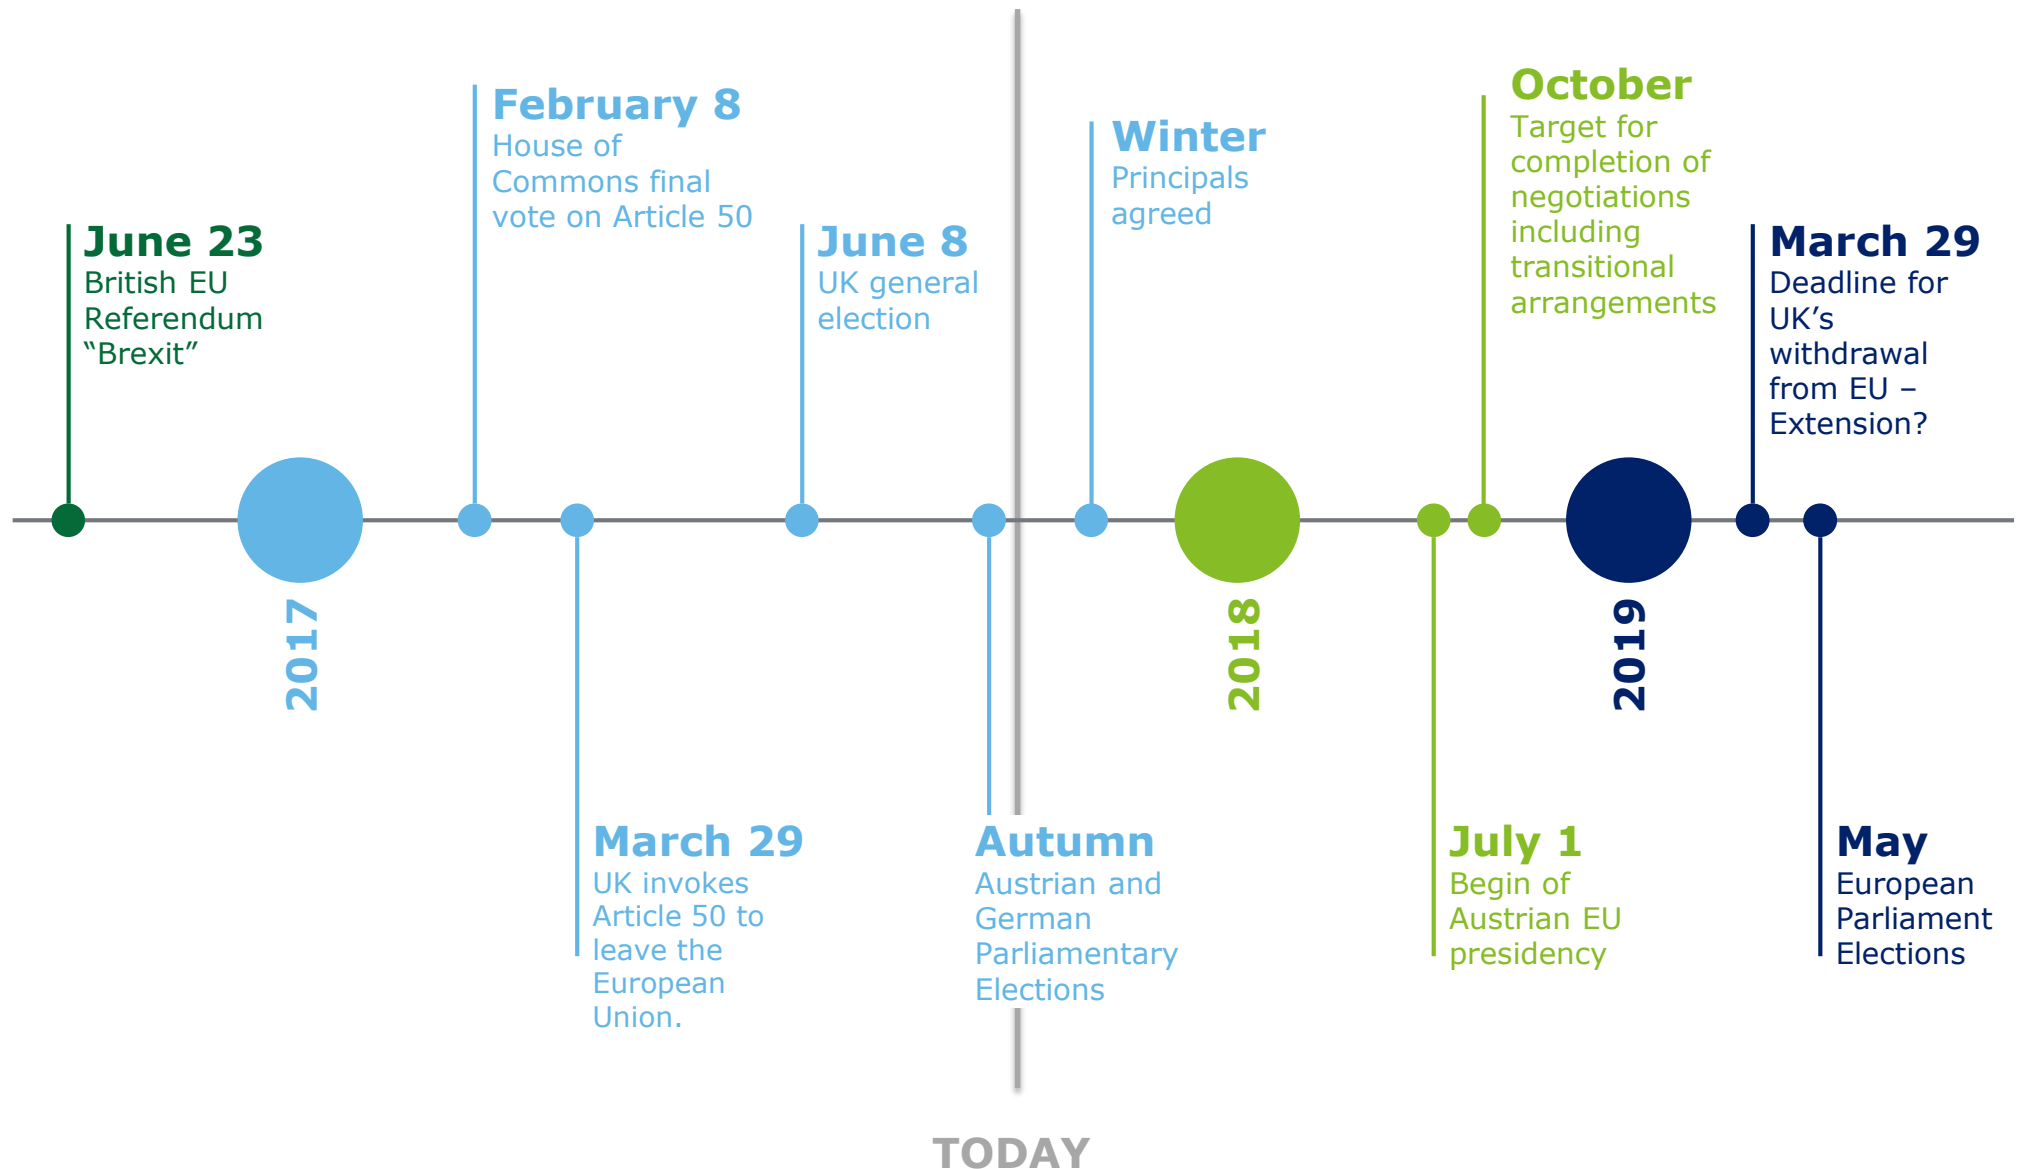 June 23
British EU
Referendum
“Brexit”
February 8
House of
Commons final
vote on Article 50
June 8
UK general
election
Winter
Principals
agreed
October
Target for
completion of
negotiations
including
transitional
arrangements
March 29
Deadline for
UK’s
withdrawal
from EU –
Extension?
2017
2018
2019
March 29
UK invokes
Article 50 to
leave the
European
Union.
Autumn
Austrian and
German
Parliamentary
Elections
July 1
Begin of
Austrian EU
presidency
May
European
Parliament
Elections
TODAY